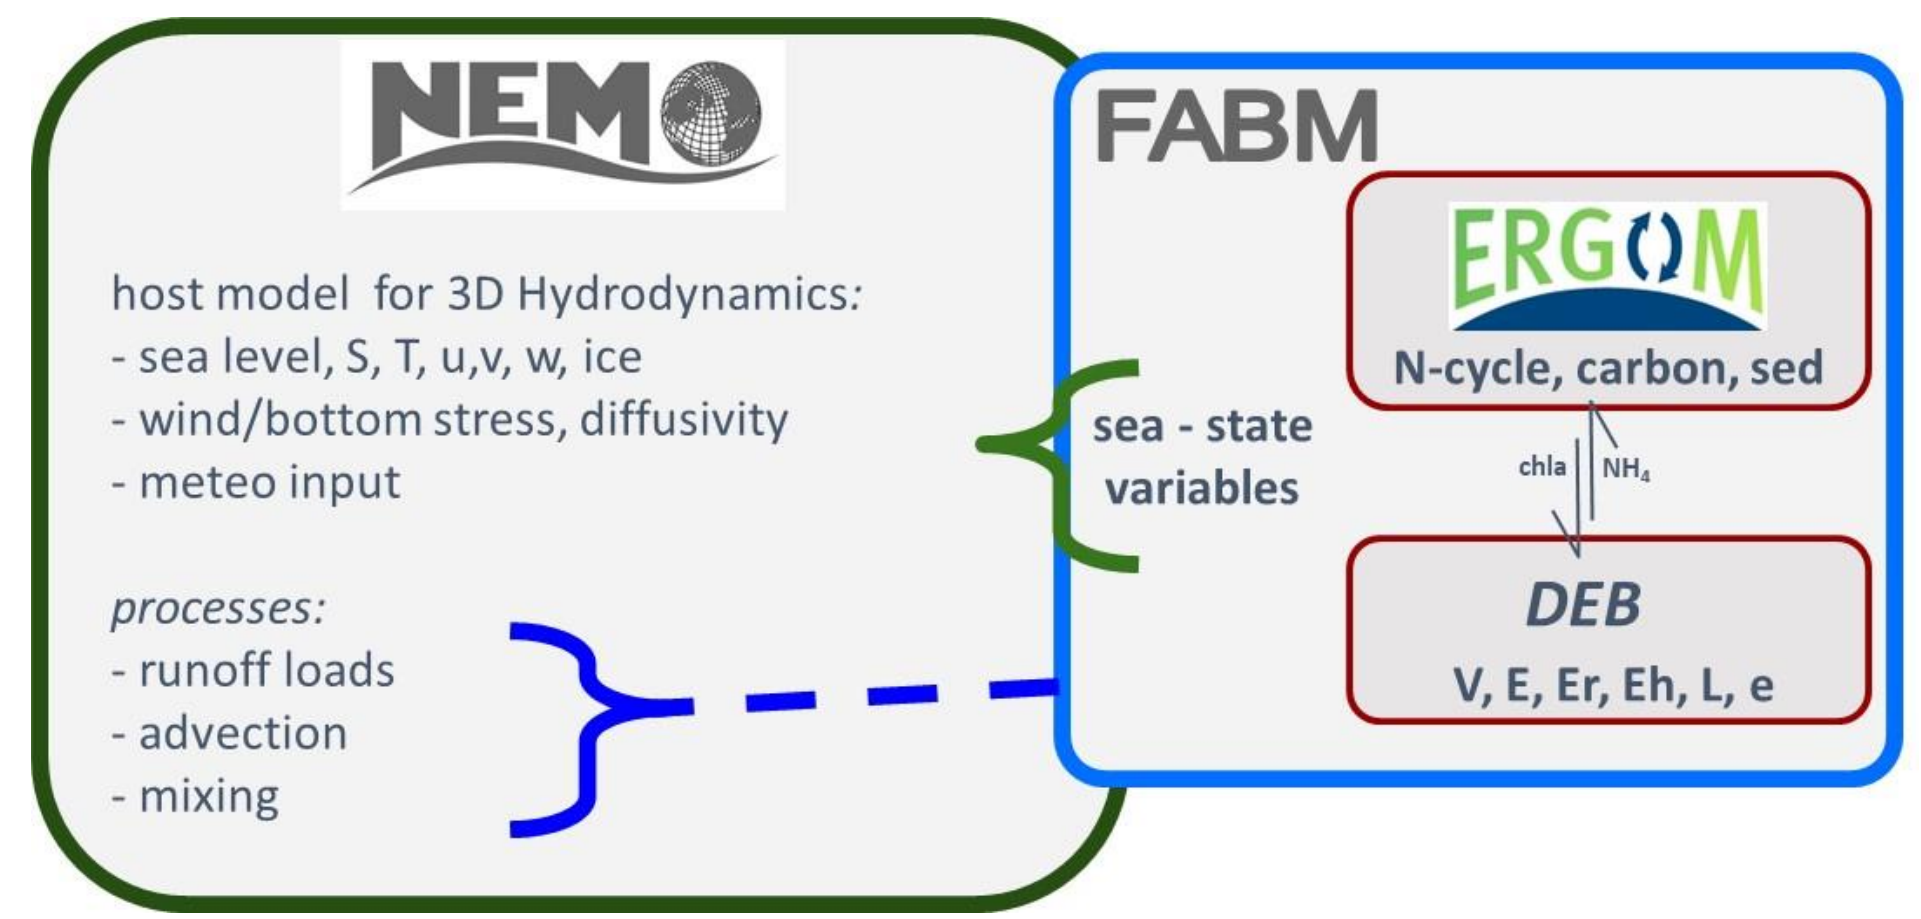 NEMO
host model for 3D Hydrodynamics:
- sea level, S, T, u,v, w, ice
- wind/bottom stress, diffusivity
- meteo input
processes:
- runoff loads
- advection
- mixing
FABM
sea - state
variables
ERGOM
N-cycle, carbon, sed
chla
NH₄
DEB
V, E, Er, Eh, L, e